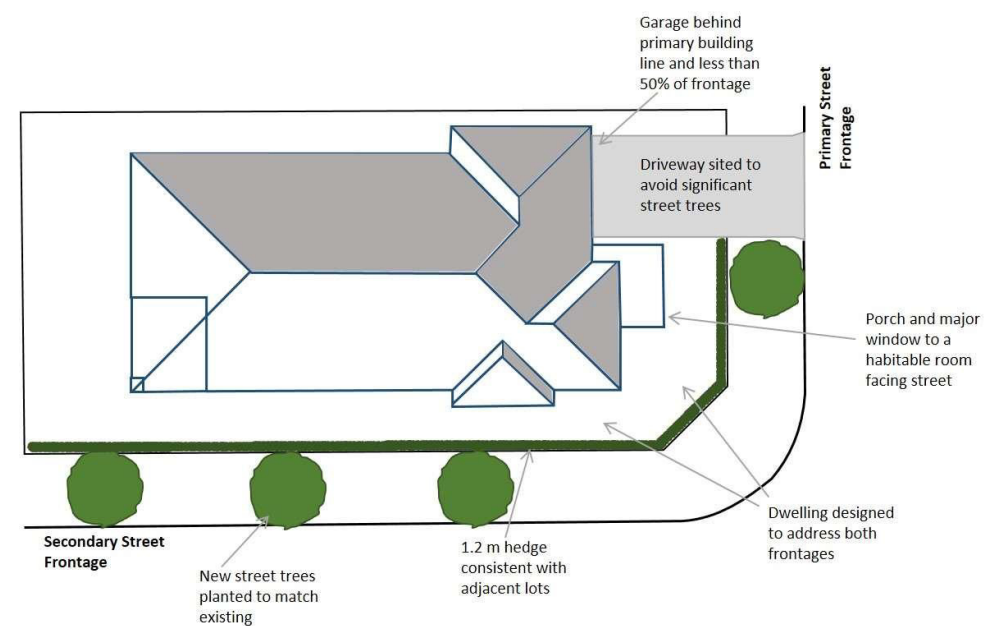 Garage behind
primary building
line and less than
50% of frontage
Primary Street
Frontage
Driveway sited to
avoid significant
street trees
Porch and major
window to a
habitable room
facing street
Dwelling designed
to address both
frontages
Secondary Street
Frontage
1.2 m hedge
consistent with
adjacent lots
New street trees
planted to match
existing